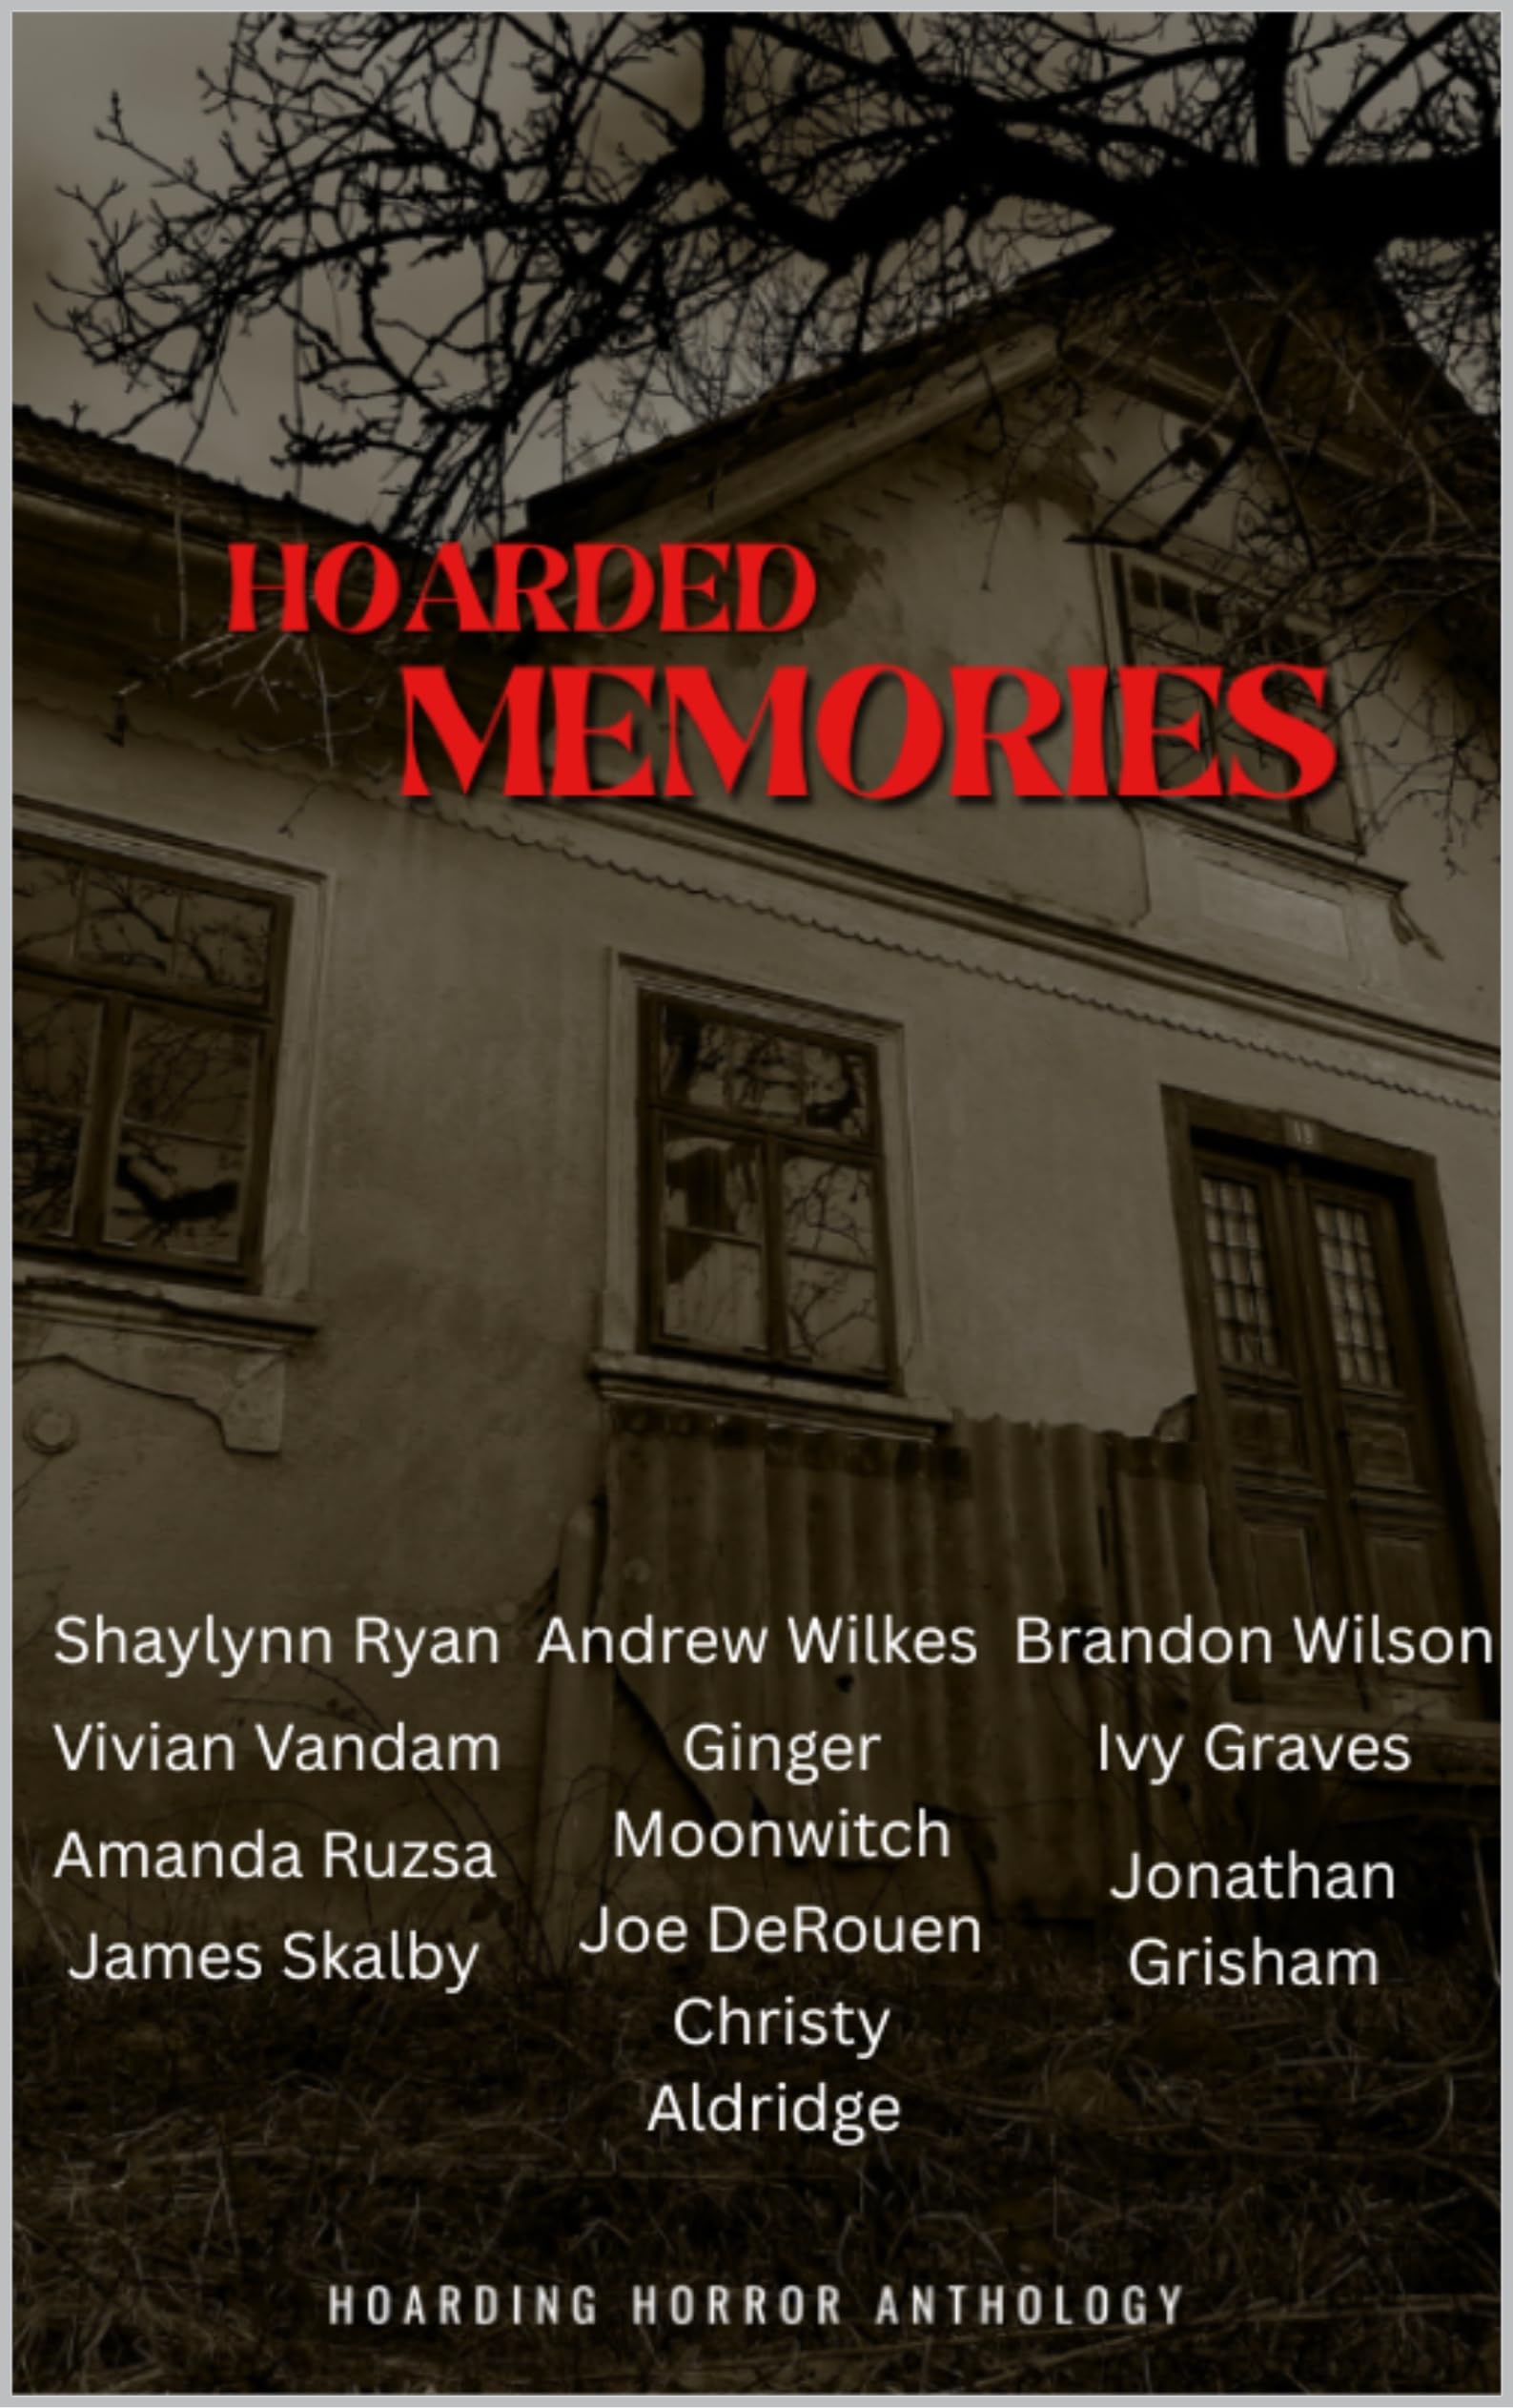 HOARDED
MEMORIES
19
Shaylynn Ryan
Vivian Vandam
Amanda Ruzsa
James Skalby
Andrew Wilkes
Ginger
Moonwitch
Joe DeRouen
Christy
Aldridge
Brandon Wilson
Ivy Graves
Jonathan
Grisham
HOARDING HORROR ANTHOLOGY